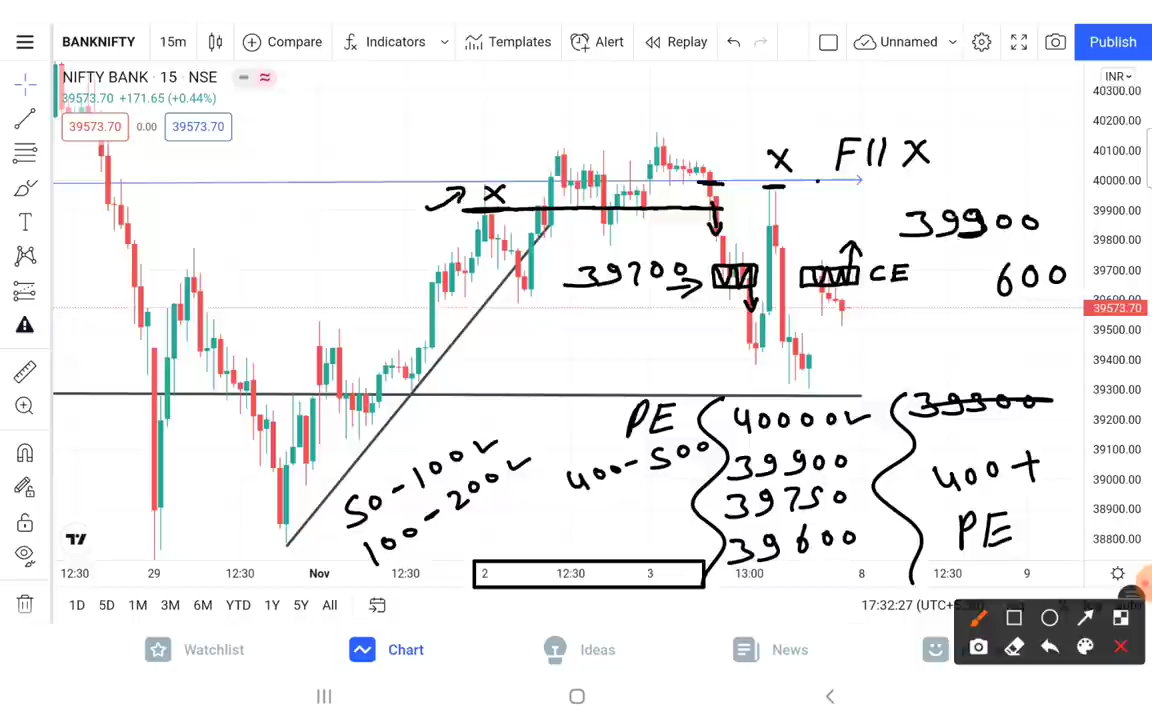 BANKNIFTY 15m Compare Indicators Templates Alert Replay Unnamed Publish
NIFTY BANK · 15 · NSE
39573.70 +171.65 (+0.44%)
39573.70 0.00 39573.70
INR
40300.00
40200.00
40100.00
40000.00
39900.00
39800.00
39700.00
39600.00
39573.70
39500.00
39400.00
39300.00
39200.00
39100.00
39000.00
38900.00
38800.00
X
X
FII X
39900
39700
CE
600
PE
400-500
40000
39900
39750
39600
39300
400+
PE
50-100
100-200
12:30 29 12:30 Nov 12:30 2 12:30 3 13:00 8 12:30 9
1D 5D 1M 3M 6M YTD 1Y 5Y All
17:32:27 (UTC+5
Watchlist Chart Ideas News